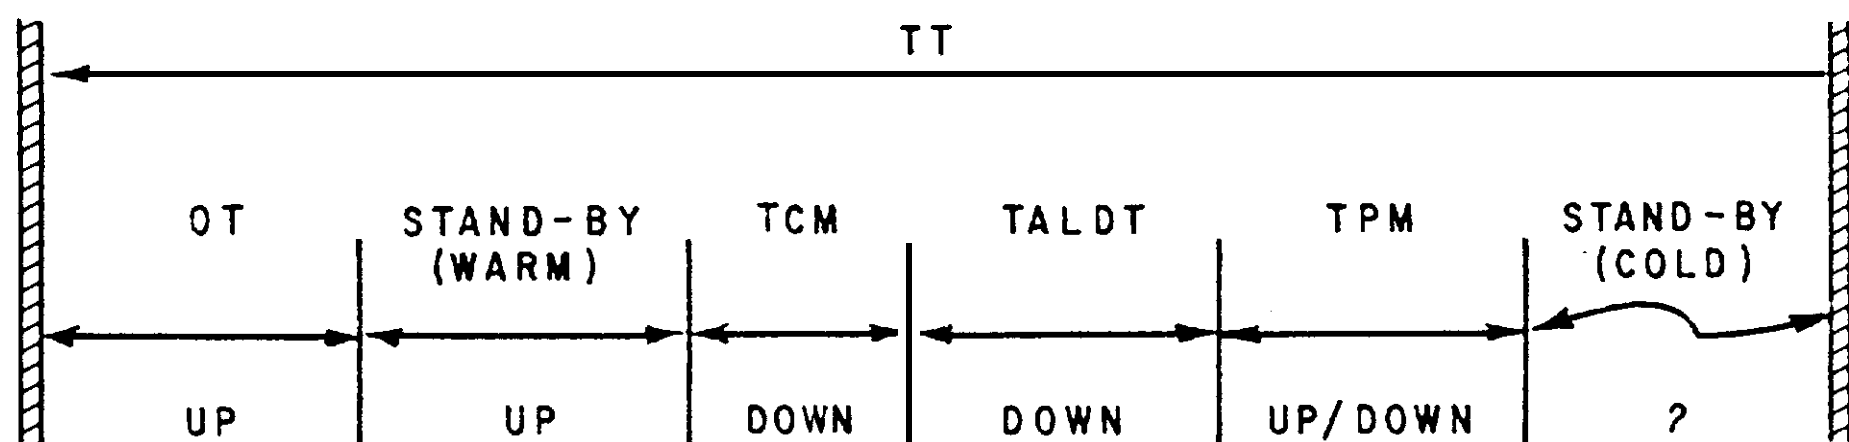 TT
OT STAND-BY TCM TALDT TPM STAND-BY
(WARM) (COLD)
UP UP DOWN DOWN UP/DOWN ?